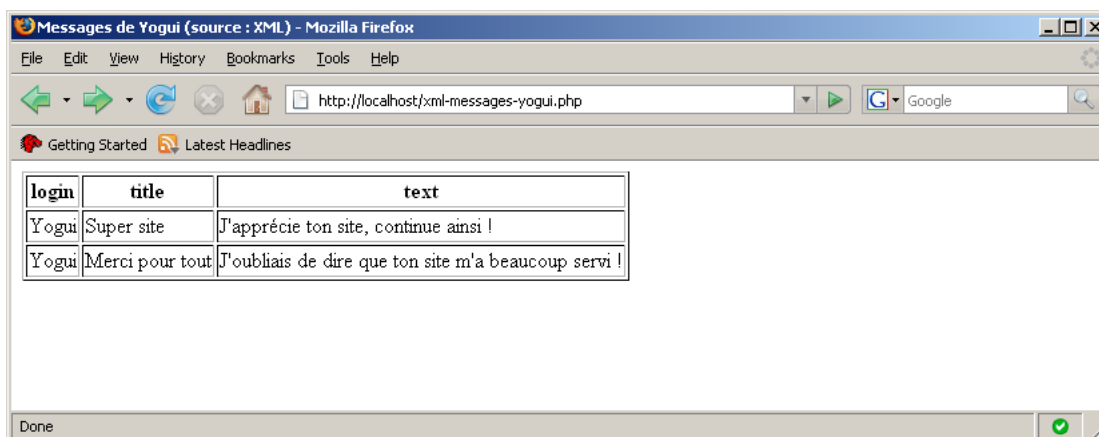 Messages de Yogui (source : XML) - Mozilla Firefox
File Edit View History Bookmarks Tools Help
http://localhost/xml-messages-yogui.php G Google
Getting Started Latest Headlines
login title text
Yogui Super site J'apprécie ton site, continue ainsi !
Yogui Merci pour tout J'oubliais de dire que ton site m'a beaucoup servi !
Done